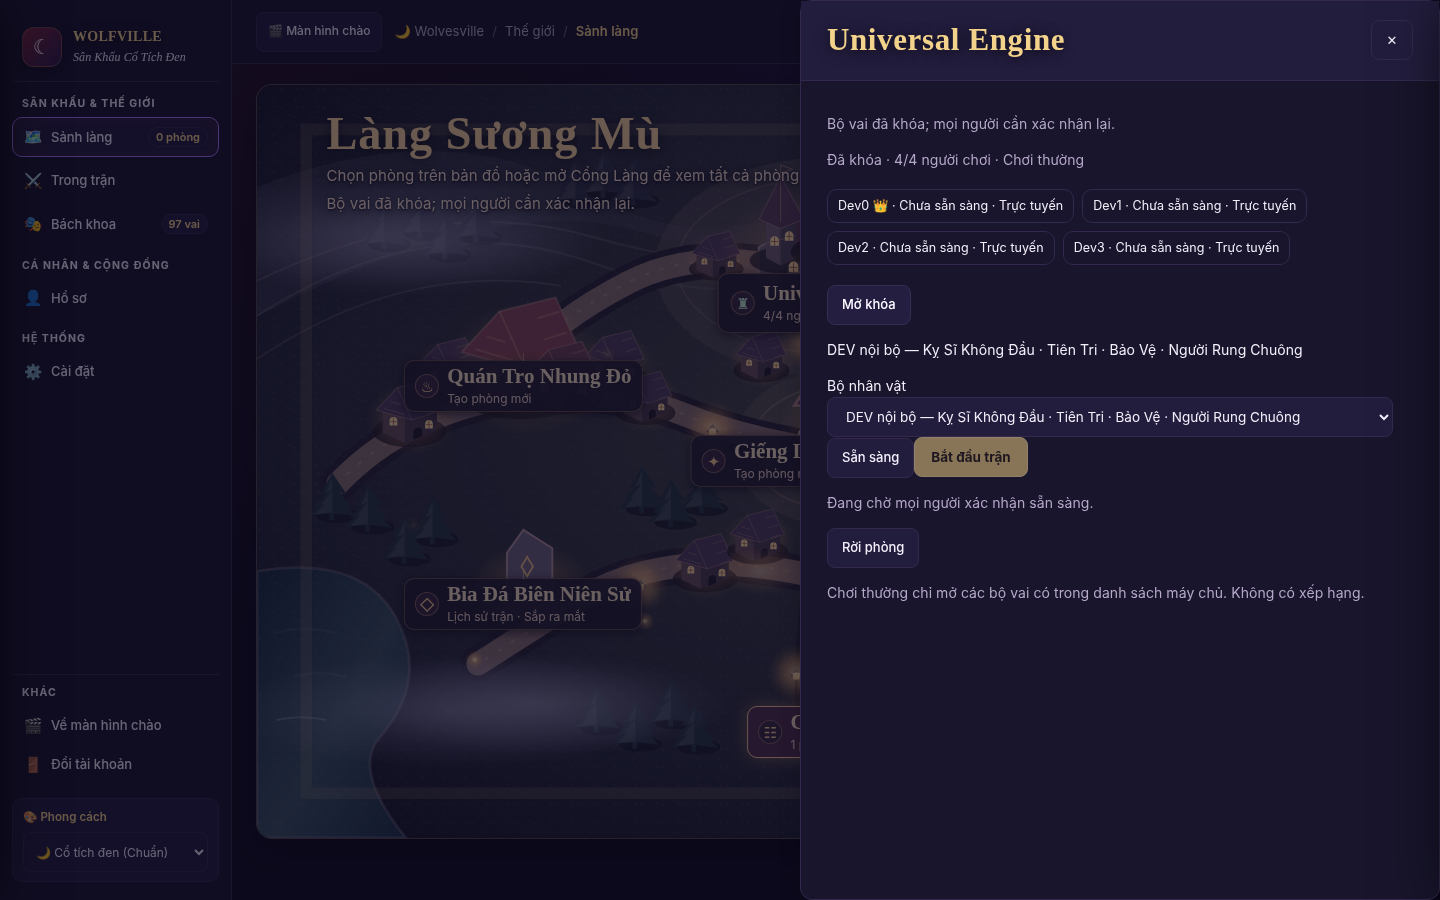 WOLFVILLE
Sân Khấu Cổ Tích Đen
SÂN KHẤU & THẾ GIỚI
Sảnh làng
0 phòng
Trong trận
Bách khoa
97 vai
CÁ NHÂN & CỘNG ĐỒNG
Hồ sơ
HỆ THỐNG
Cài đặt
KHÁC
Về màn hình chào
Đổi tài khoản
Phong cách
Cổ tích đen (Chuẩn)
Màn hình chào
Wolvesville / Thế giới / Sảnh làng
Làng Sương Mù
Chọn phòng trên bản đồ hoặc mở Cổng Làng để xem tất cả phòng
Bộ vai đã khóa; mọi người cần xác nhận lại.
4/4
Quán Trọ Nhung Đỏ
Tạo phòng mới
Giếng
Tạo phòng
Bia Đá Biên Niên Sử
Lịch sử trận · Sắp ra mắt
Universal Engine
×
Bộ vai đã khóa; mọi người cần xác nhận lại.
Đã khóa · 4/4 người chơi · Chơi thường
Dev0 👑 · Chưa sẵn sàng · Trực tuyến
Dev1 · Chưa sẵn sàng · Trực tuyến
Dev2 · Chưa sẵn sàng · Trực tuyến
Dev3 · Chưa sẵn sàng · Trực tuyến
Mở khóa
DEV nội bộ — Kỵ Sĩ Không Đầu · Tiên Tri · Bảo Vệ · Người Rung Chuông
Bộ nhân vật
DEV nội bộ — Kỵ Sĩ Không Đầu · Tiên Tri · Bảo Vệ · Người Rung Chuông
Sẵn sàng
Bắt đầu trận
Đang chờ mọi người xác nhận sẵn sàng.
Rời phòng
Chơi thường chỉ mở các bộ vai có trong danh sách máy chủ. Không có xếp hạng.